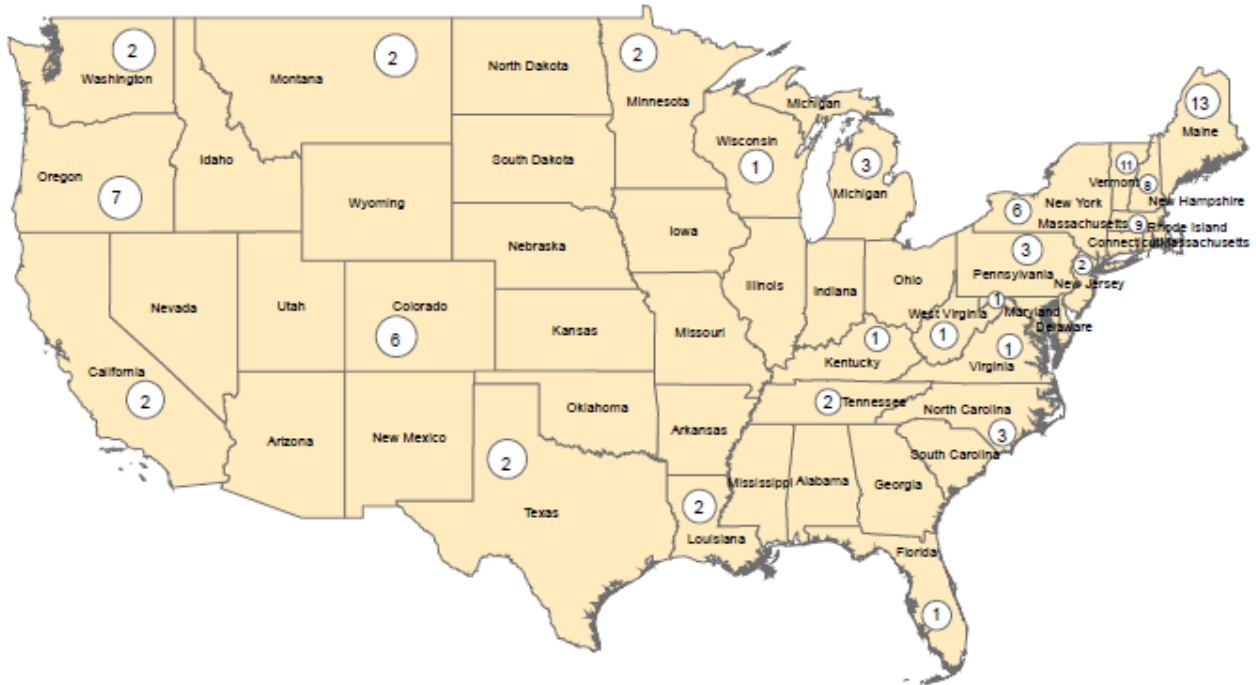 2
Washington
2
Montana
North Dakota
2
Minnesota
Michigan
13
Maine
Wisconsin
1
3
Michigan
11
Vermont
8
New Hampshire
Oregon
7
Idaho
South Dakota
Wyoming
New York
6
Massachusetts
9
Rhode Island
Connecticut
Massachusetts
Iowa
Nebraska
3
Pennsylvania
2
New Jersey
Nevada
Utah
Colorado
6
Illinois
Indiana
Ohio
West Virginia
1
1
Maryland
Delaware
Kansas
Missouri
1
Kentucky
1
Virginia
California
2
Arizona
New Mexico
Oklahoma
Arkansas
2
Tennessee
North Carolina
3
South Carolina
2
Texas
2
Louisiana
Mississippi
Alabama
Georgia
Florida
1